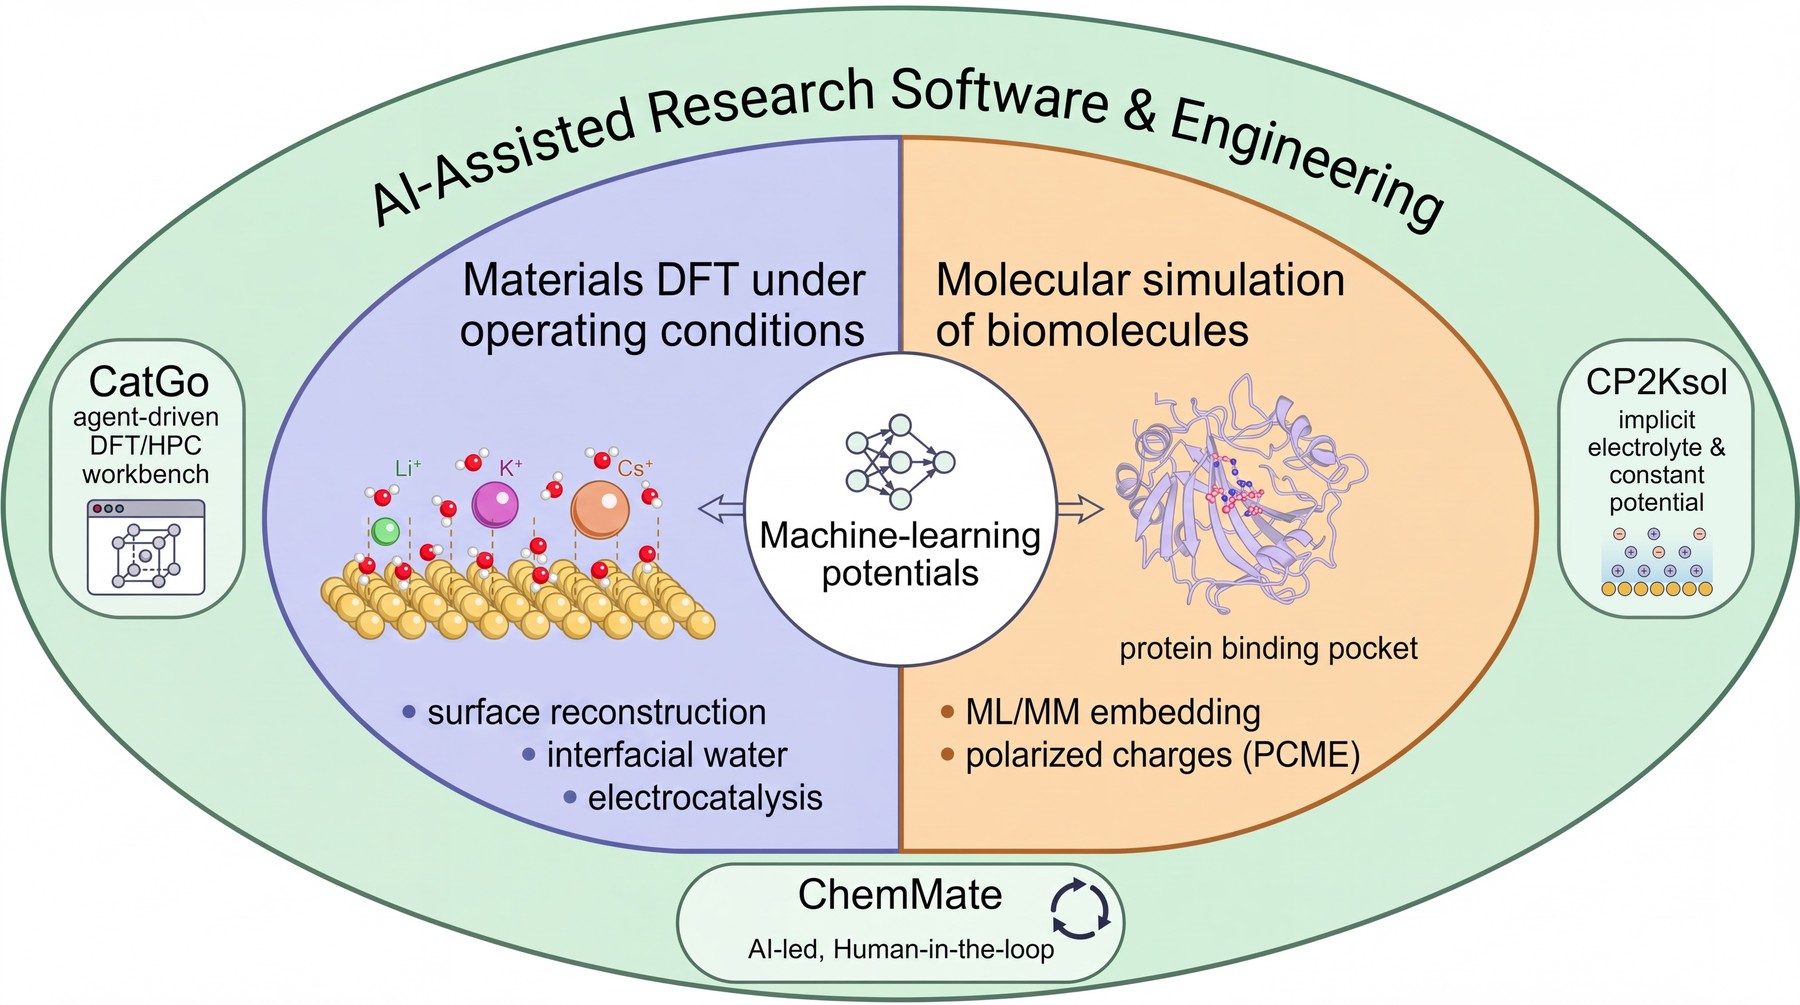 AI-Assisted Research Software & Engineering
Materials DFT under
operating conditions
Molecular simulation
of biomolecules
CatGo
agent-driven
DFT/HPC
workbench
Li⁺
K⁺
Cs⁺
Machine-learning
potentials
protein binding pocket
CP2Ksol
implicit
electrolyte &
constant
potential
• surface reconstruction
• interfacial water
• electrocatalysis
• ML/MM embedding
• polarized charges (PCME)
ChemMate
AI-led, Human-in-the-loop